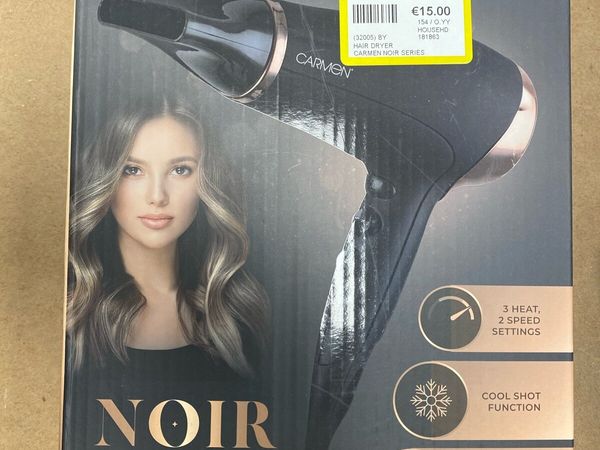 €15.00
154 / O.YY
HOUSEHD
181863
(32005) BY
HAIR DRYER
CARMEN NOIR SERIES
CARMEN
3 HEAT,
2 SPEED
SETTINGS
COOL SHOT
FUNCTION
NOIR